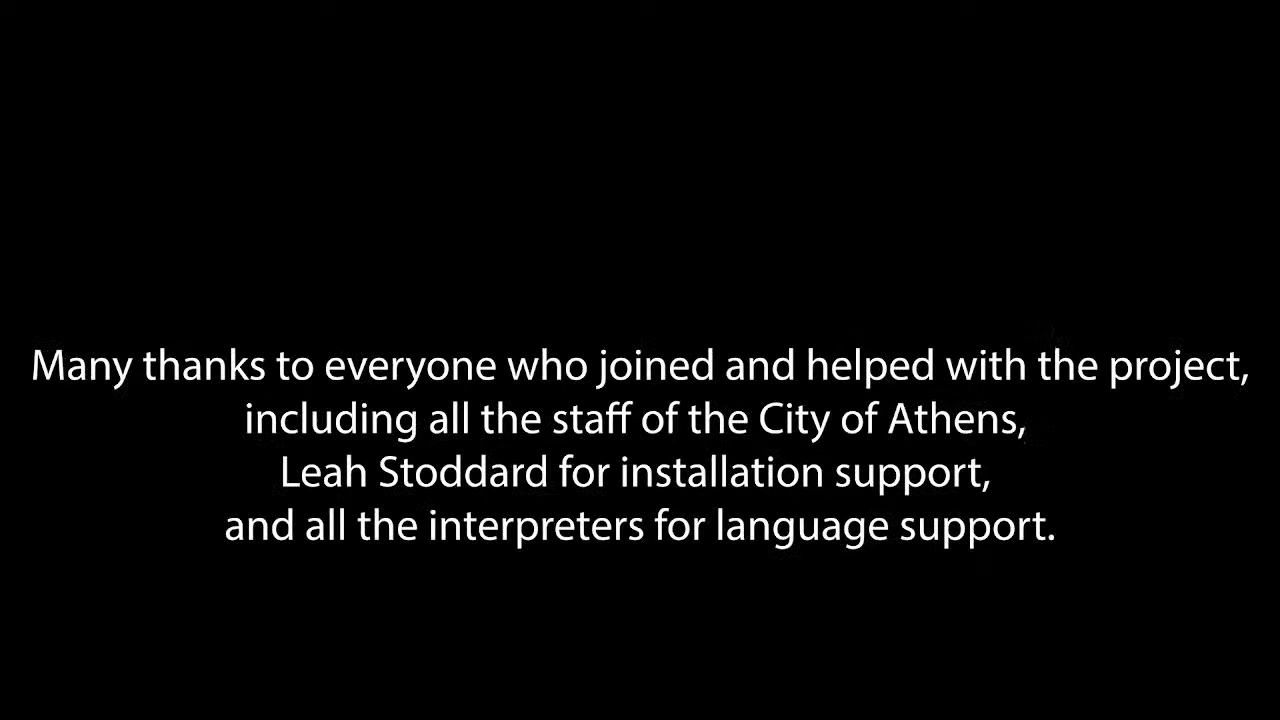 Many thanks to everyone who joined and helped with the project,
including all the staff of the City of Athens,
Leah Stoddard for installation support,
and all the interpreters for language support.